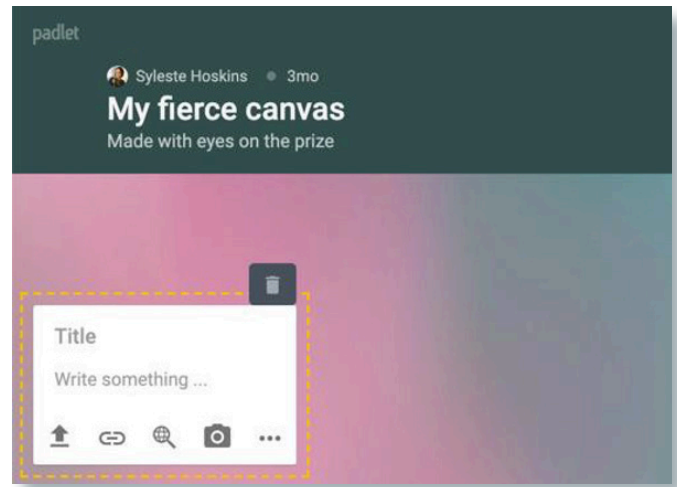 padlet
Syleste Hoskins • 3mo
My fierce canvas
Made with eyes on the prize
Title
Write something ...